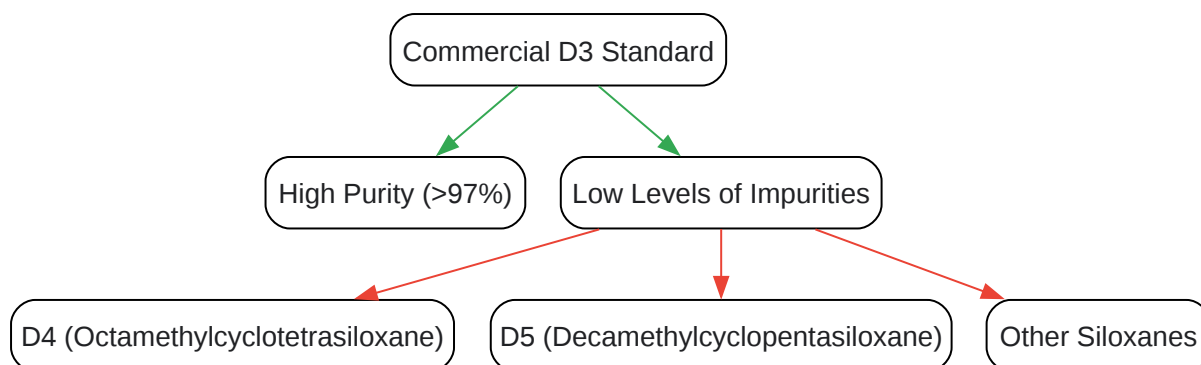 Commercial D3 Standard
High Purity (>97%)
Low Levels of Impurities
D4 (Octamethylcyclotetrasiloxane)
D5 (Decamethylcyclopentasiloxane)
Other Siloxanes